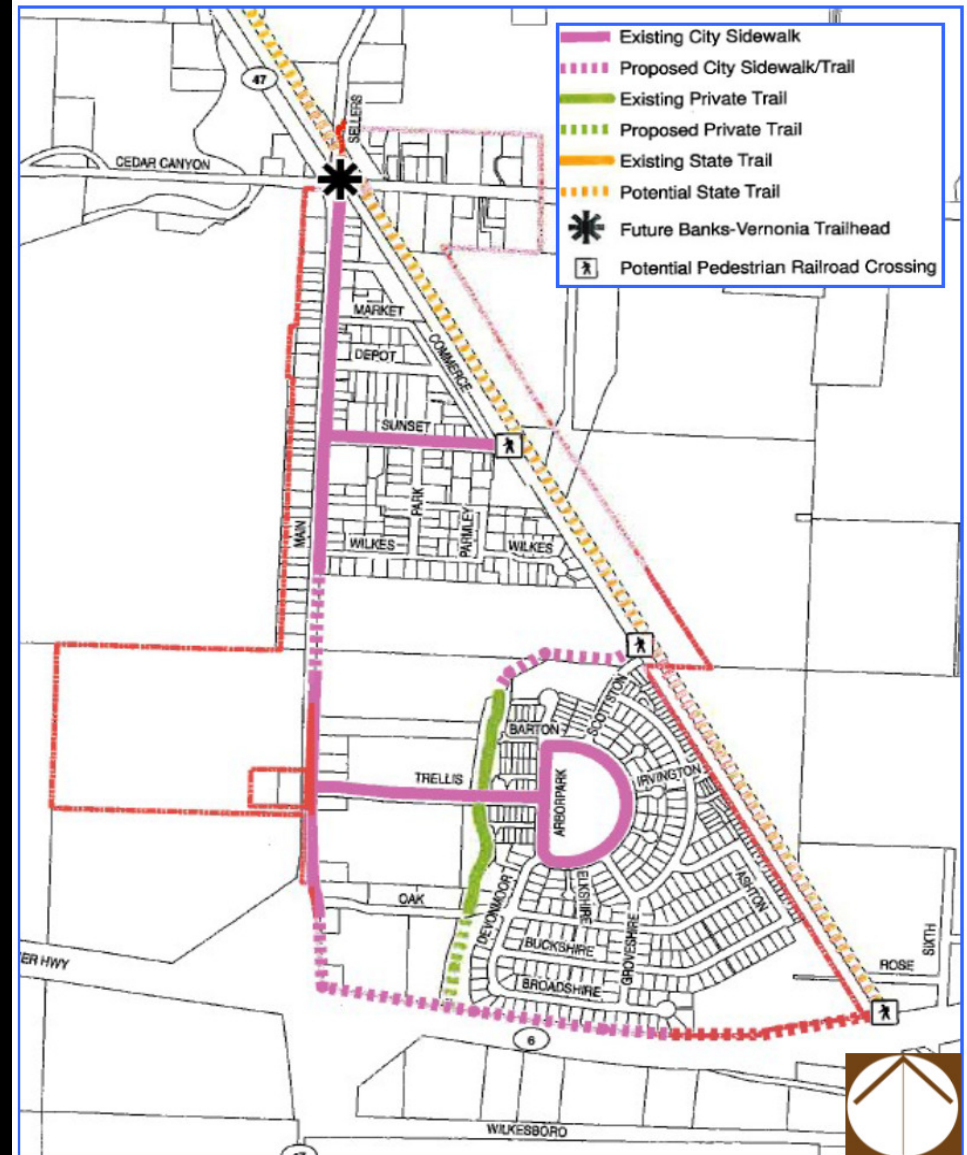 Existing City Sidewalk
Proposed City Sidewalk/Trail
Existing Private Trail
Proposed Private Trail
Existing State Trail
Potential State Trail
Future Banks-Vernonia Trailhead
Potential Pedestrian Railroad Crossing
47
SELLERS
CEDAR CANYON
MARKET
COMMERCE
DEPOT
SUNSET
PARK
PARMLEY
MAIN
WILKES
WILKES
SCOTTSTON
BARTON
TRELLIS
ARBORPARK
IRVINGTON
ASHTON
OAK
DEVONMOOR
ELKSHIRE
GROVESHIRE
BUCKSHIRE
BROADSHIRE
SIXTH
ROSE
ER HWY
6
WILKESBORO